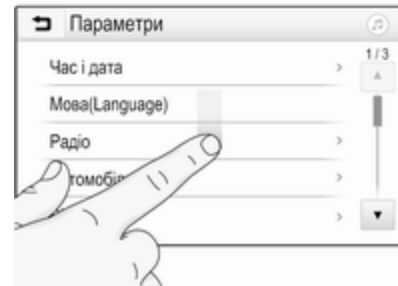 Параметри
1/3
Час і дата
Мова(Language)
Радіо